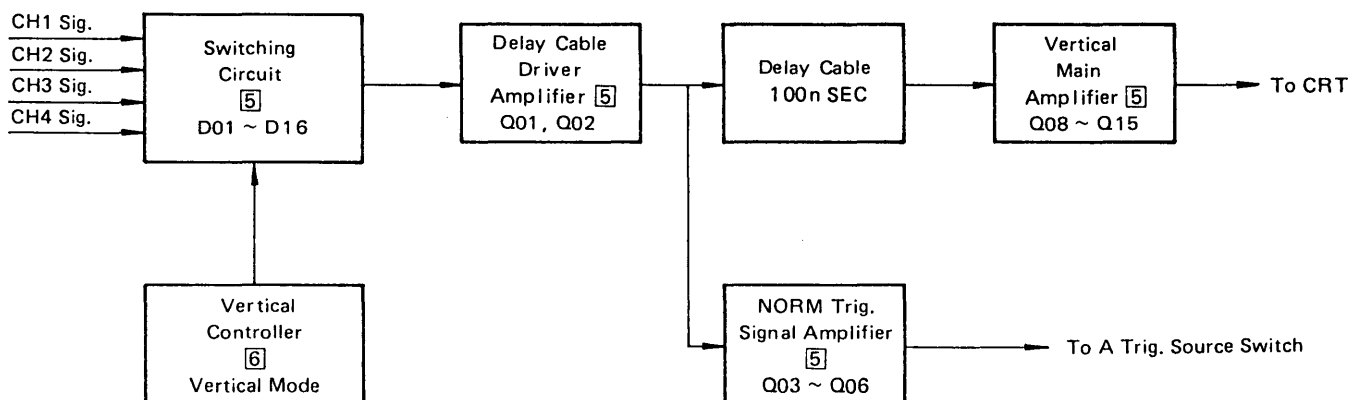 CH1 Sig.
CH2 Sig.
CH3 Sig.
CH4 Sig.
Switching
Circuit
5
D01 ~ D16
Delay Cable
Driver
Amplifier 5
Q01, Q02
Delay Cable
100n SEC
Vertical
Main
Amplifier 5
Q08 ~ Q15
To CRT
Vertical
Controller
6
Vertical Mode
NORM Trig.
Signal Amplifier
5
Q03 ~ Q06
To A Trig. Source Switch